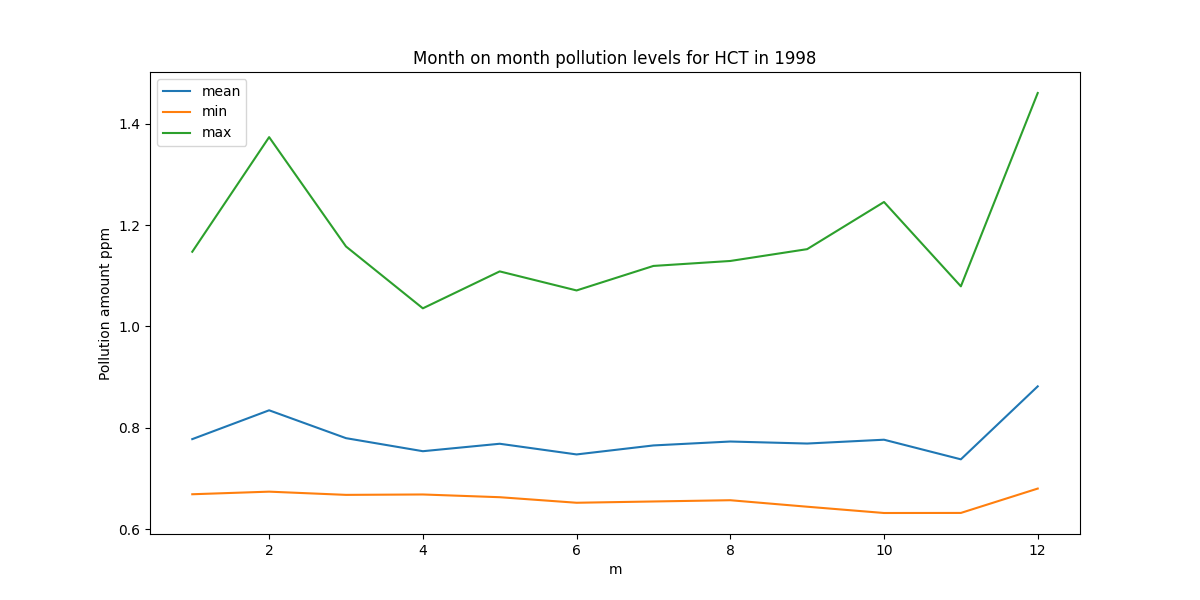 Month on month pollution levels for HCT in 1998
mean
min
max
Pollution amount ppm
1.4
1.2
1.0
0.8
0.6
2 4 6 8 10 12
m